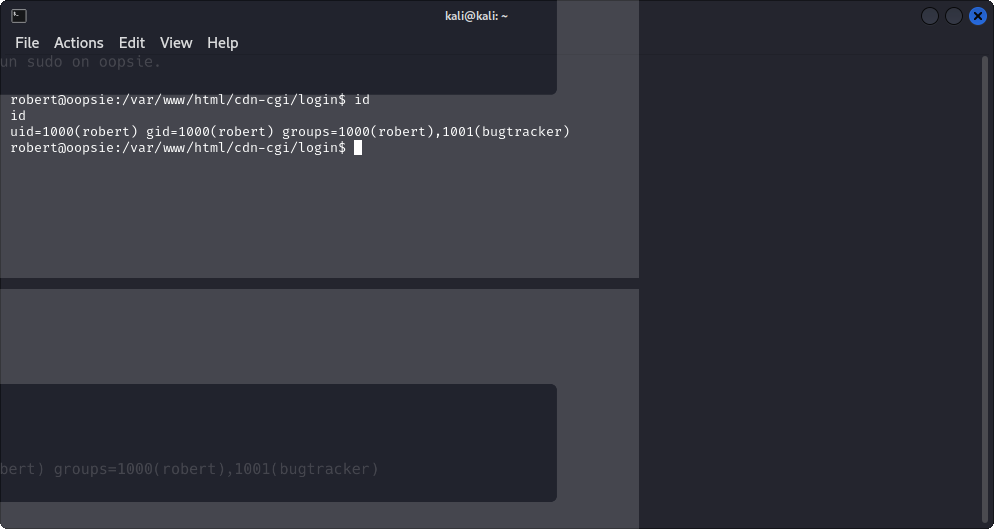 kali@kali: ~
File Actions Edit View Help
un sudo on oopsie.
robert@oopsie:/var/www/html/cdn-cgi/login$ id
id
uid=1000(robert) gid=1000(robert) groups=1000(robert),1001(bugtracker)
robert@oopsie:/var/www/html/cdn-cgi/login$
bert) groups=1000(robert),1001(bugtracker)